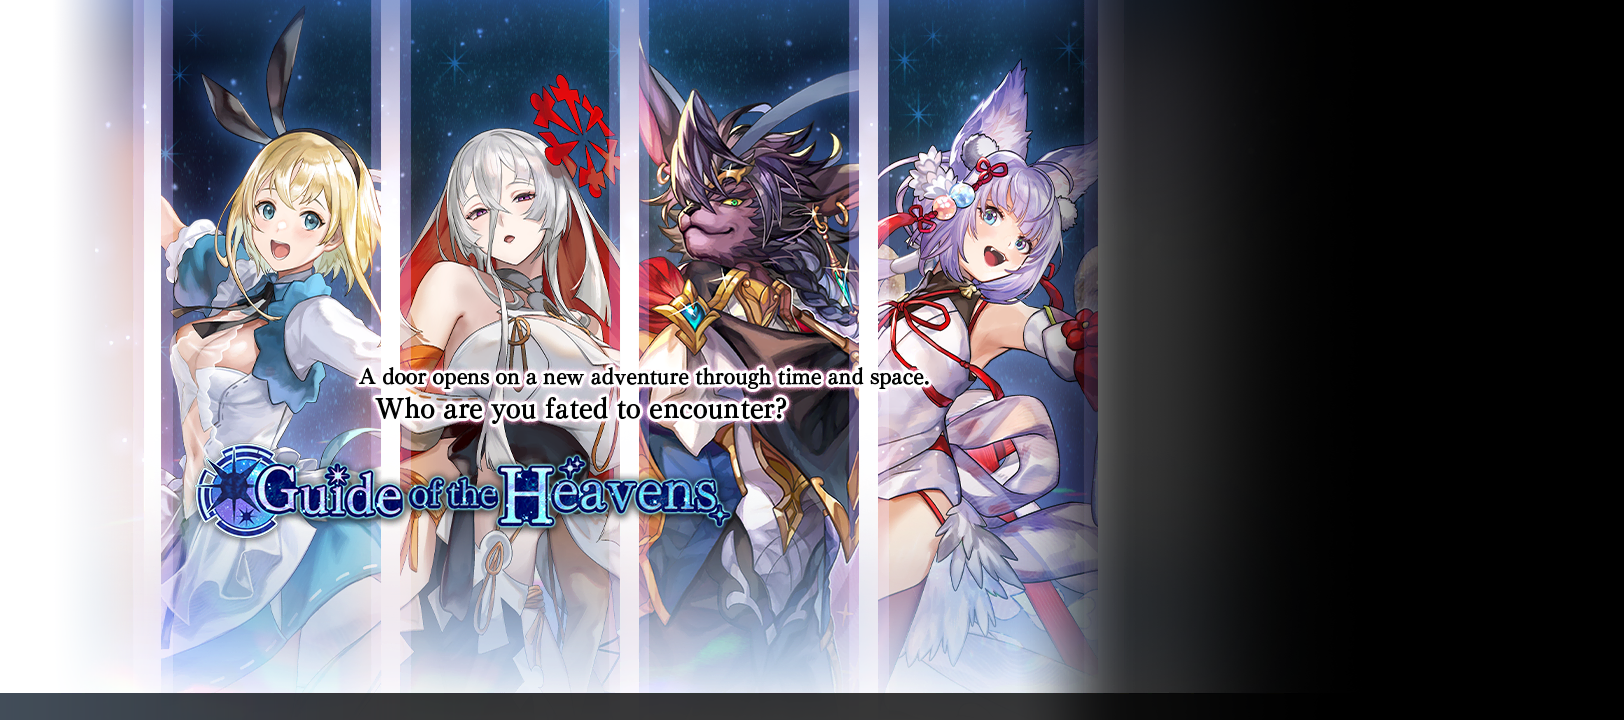 A door opens on a new adventure through time and space.
Who are you fated to encounter?
Guide of the Heavens